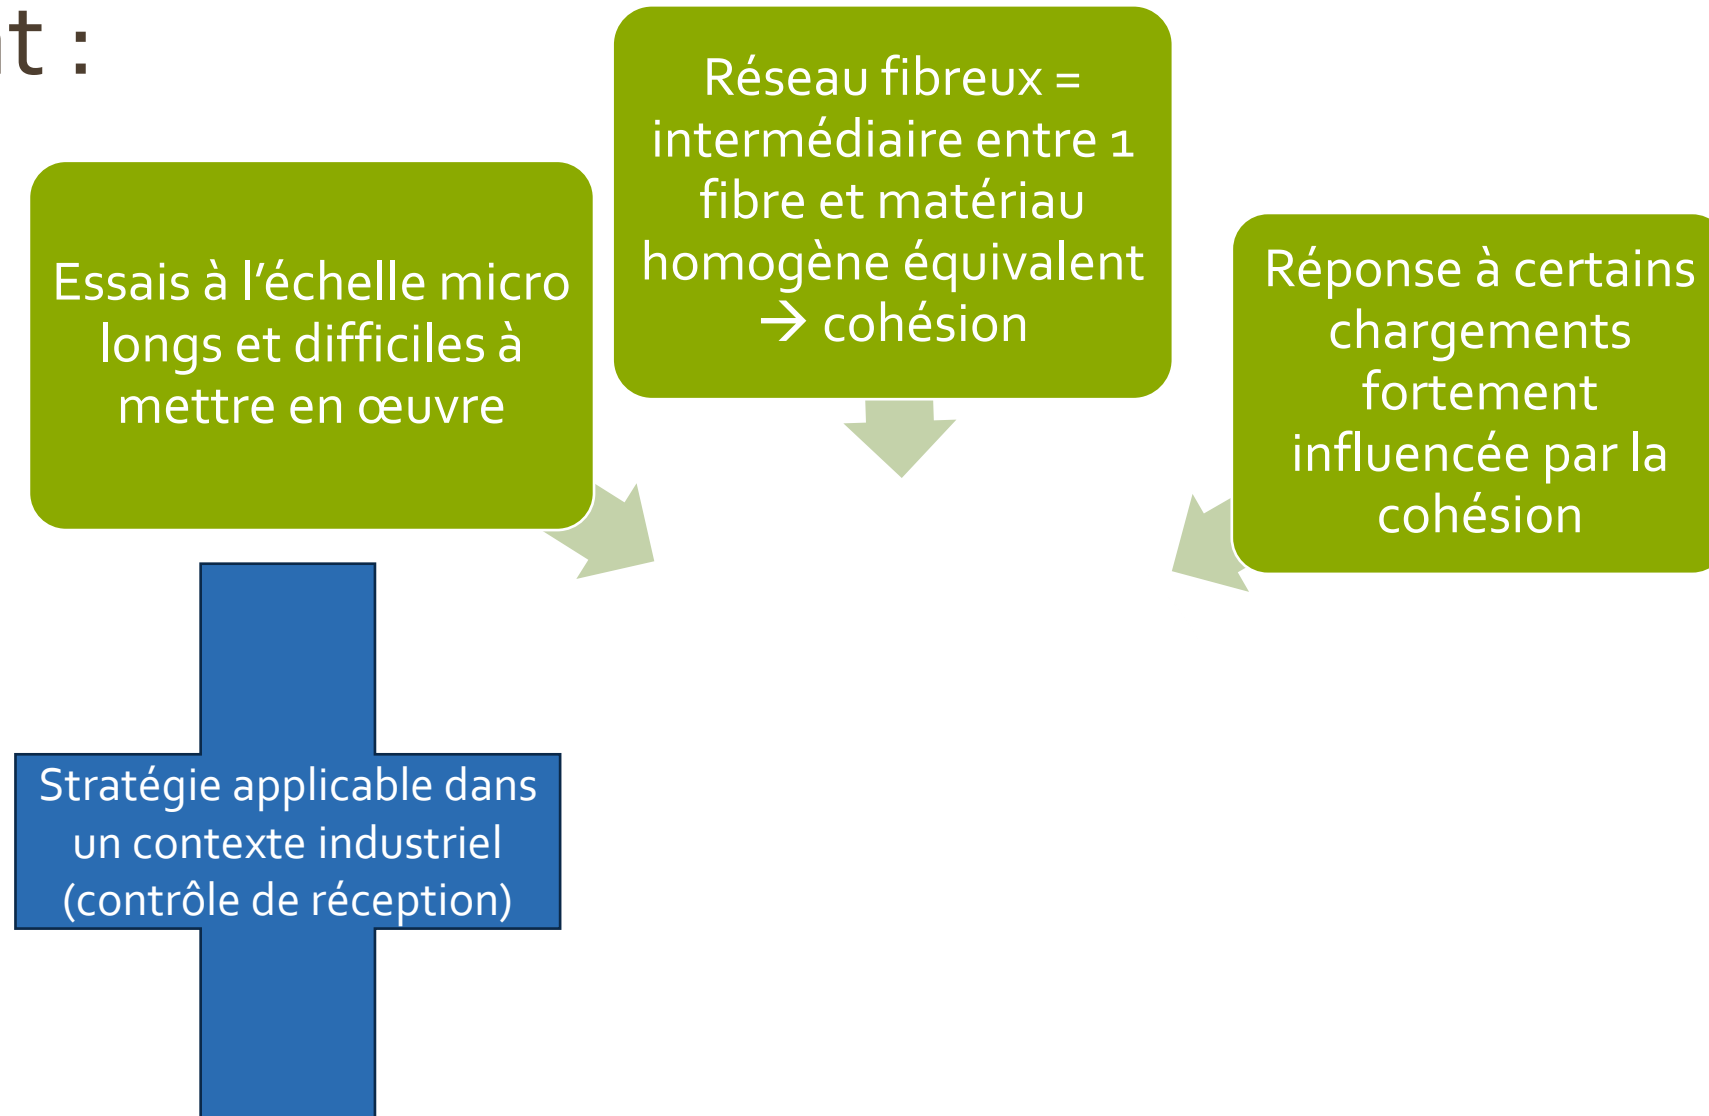 nt :
Essais à l’échelle micro
longs et difficiles à
mettre en œuvre
Réseau fibreux =
intermédiaire entre 1
fibre et matériau
homogène équivalent
→ cohésion
Réponse à certains
chargements
fortement
influencée par la
cohésion
Stratégie applicable dans
un contexte industriel
(contrôle de réception)